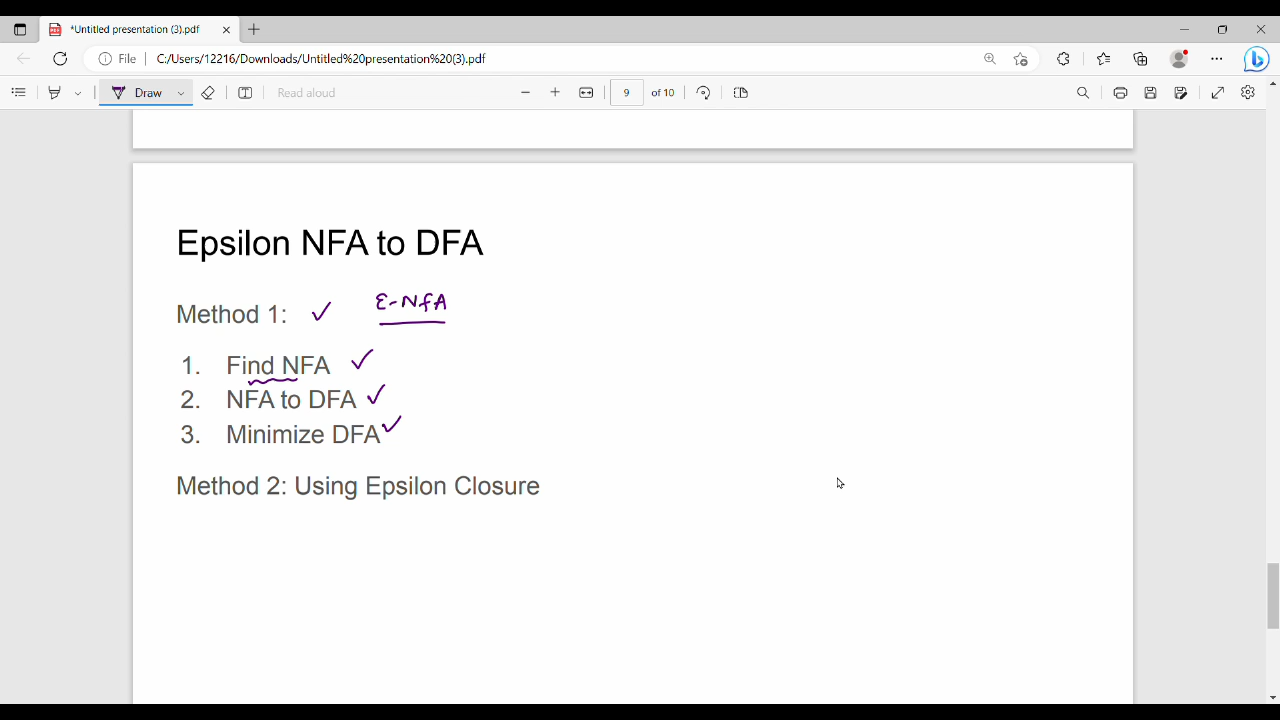 *Untitled presentation (3).pdf
File C:/Users/12216/Downloads/Untitled%20presentation%20(3).pdf
Draw Read aloud 9 of 10
Epsilon NFA to DFA
Method 1: ✓ ε-NfA
1. Find NFA ✓
2. NFA to DFA ✓
3. Minimize DFA ✓
Method 2: Using Epsilon Closure